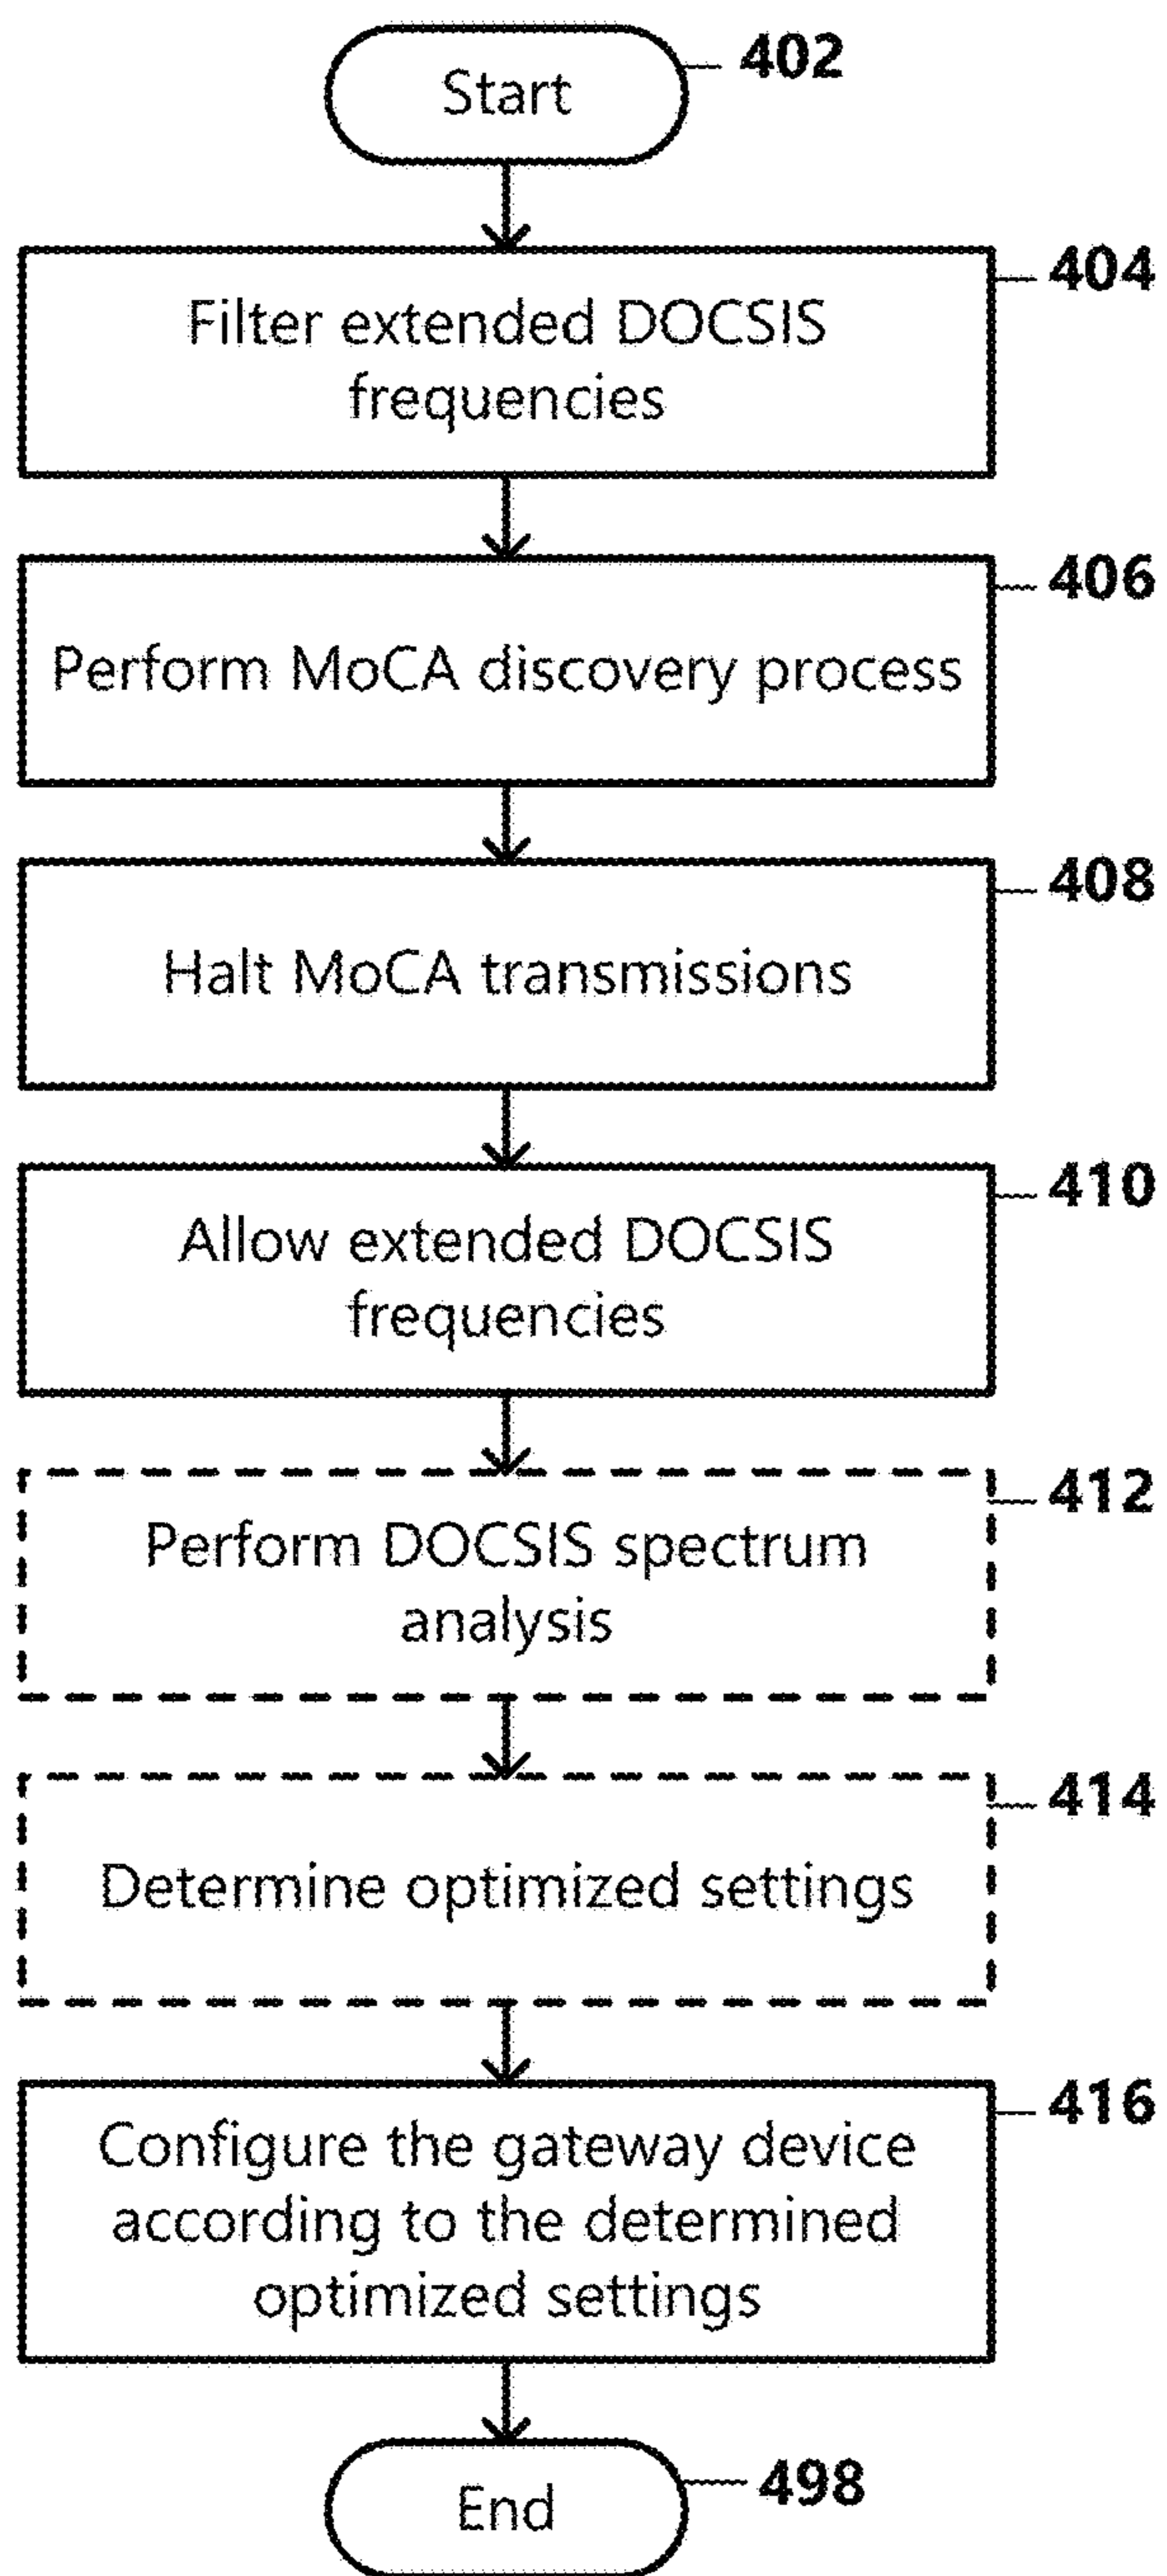 Start
402
Filter extended DOCSIS
frequencies
404
Perform MoCA discovery process
406
Halt MoCA transmissions
408
Allow extended DOCSIS
frequencies
410
Perform DOCSIS spectrum
analysis
412
Determine optimized settings
414
Configure the gateway device
according to the determined
optimized settings
416
End
498